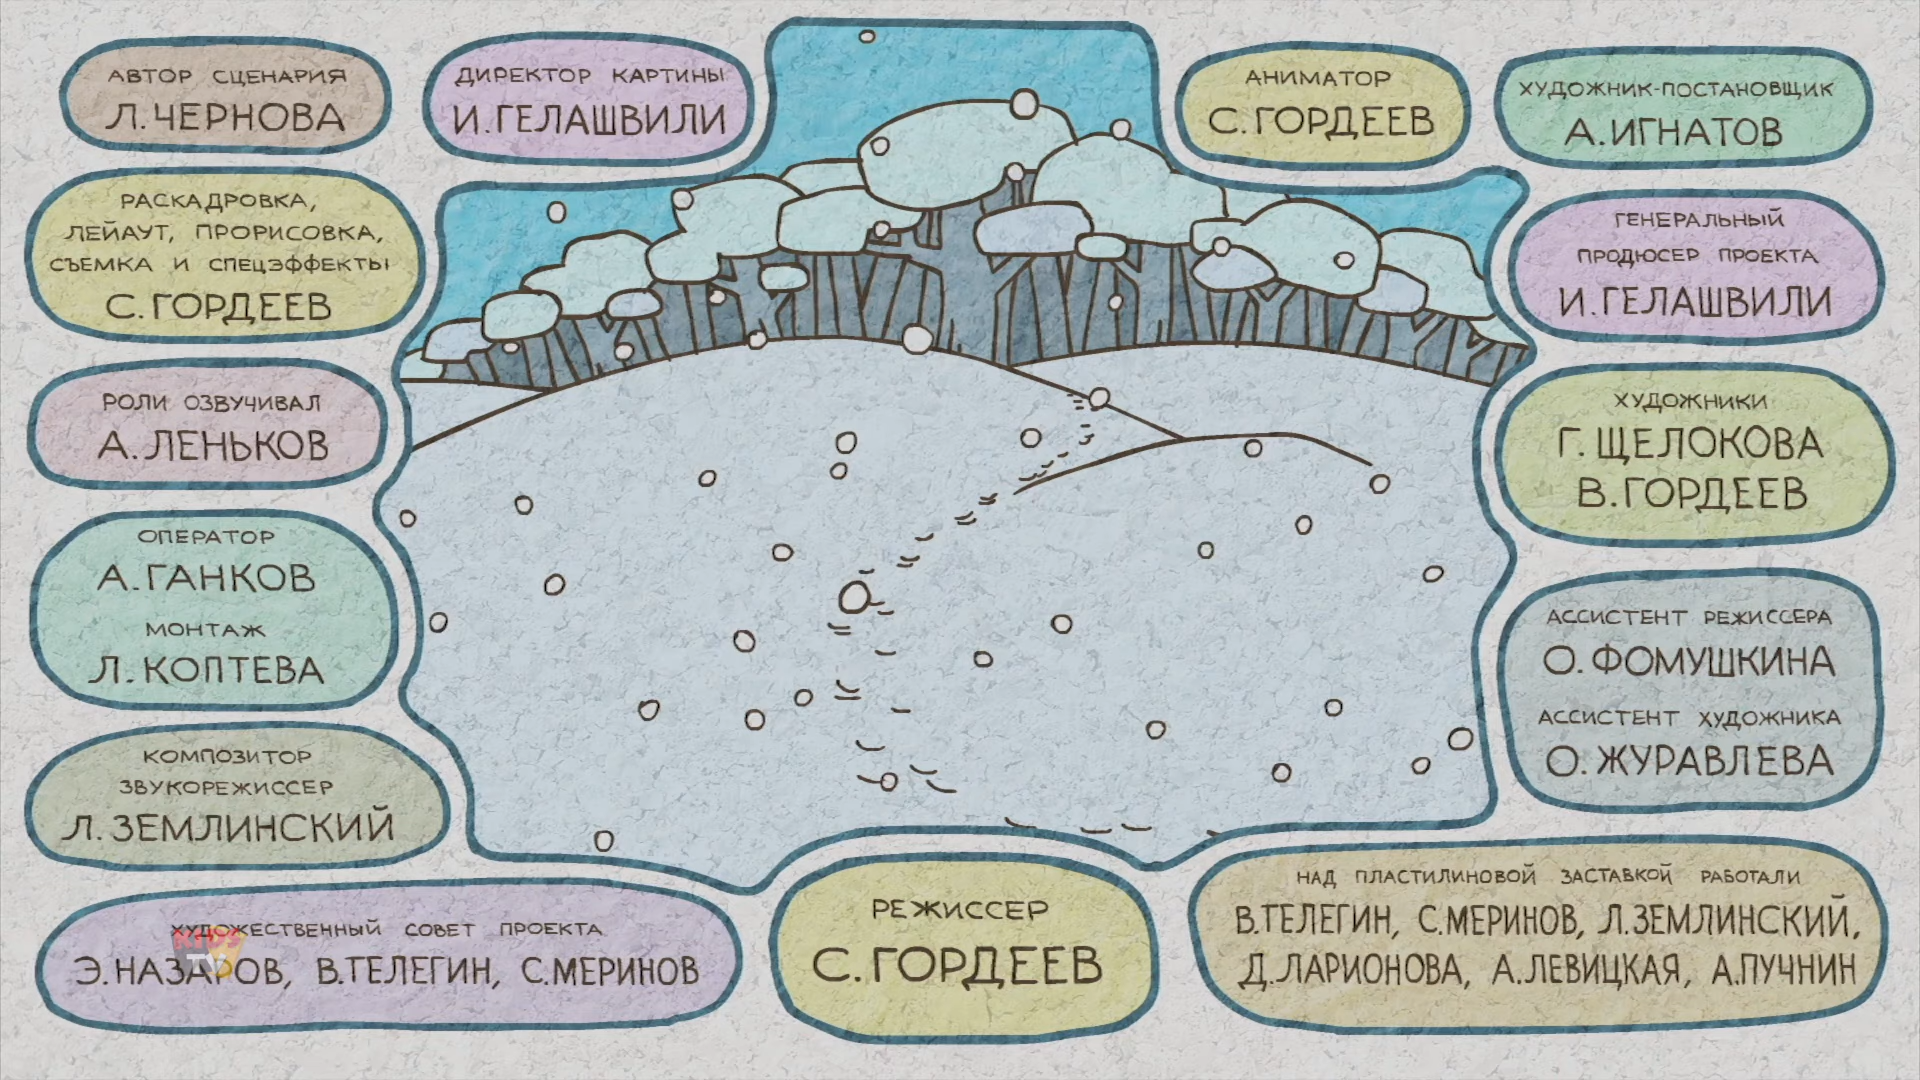 АВТОР СЦЕНАРИЯ
Л.ЧЕРНОВА
ДИРЕКТОР КАРТИНЫ
И.ГЕЛАШВИЛИ
АНИМАТОР
С.ГОРДЕЕВ
ХУДОЖНИК-ПОСТАНОВЩИК
А.ИГНАТОВ
РАСКАДРОВКА,
ЛЕЙАУТ, ПРОРИСОВКА,
СЪЕМКА И СПЕЦЭФФЕКТЫ
С.ГОРДЕЕВ
ГЕНЕРАЛЬНЫЙ
ПРОДЮСЕР ПРОЕКТА
И.ГЕЛАШВИЛИ
РОЛИ ОЗВУЧИВАЛ
А.ЛЕНЬКОВ
ХУДОЖНИКИ
Г.ЩЕЛОКОВА
В.ГОРДЕЕВ
ОПЕРАТОР
А.ГАНКОВ
МОНТАЖ
Л.КОПТЕВА
АССИСТЕНТ РЕЖИССЕРА
О.ФОМУШКИНА
АССИСТЕНТ ХУДОЖНИКА
О.ЖУРАВЛЕВА
КОМПОЗИТОР
ЗВУКОРЕЖИССЕР
Л.ЗЕМЛИНСКИЙ
ХУДОЖЕСТВЕННЫЙ СОВЕТ ПРОЕКТА
Э.НАЗАРОВ, В.ТЕЛЕГИН, С.МЕРИНОВ
KIDS
TV
РЕЖИССЕР
С.ГОРДЕЕВ
НАД ПЛАСТИЛИНОВОЙ ЗАСТАВКОЙ РАБОТАЛИ
В.ТЕЛЕГИН, С.МЕРИНОВ, Л.ЗЕМЛИНСКИЙ,
Д.ЛАРИОНОВА, А.ЛЕВИЦКАЯ, А.ПУЧНИН